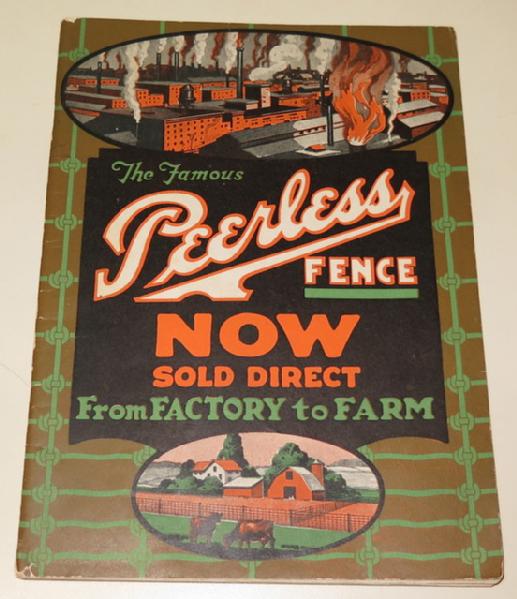 The Famous
Peerless
FENCE
NOW
SOLD DIRECT
From FACTORY to FARM